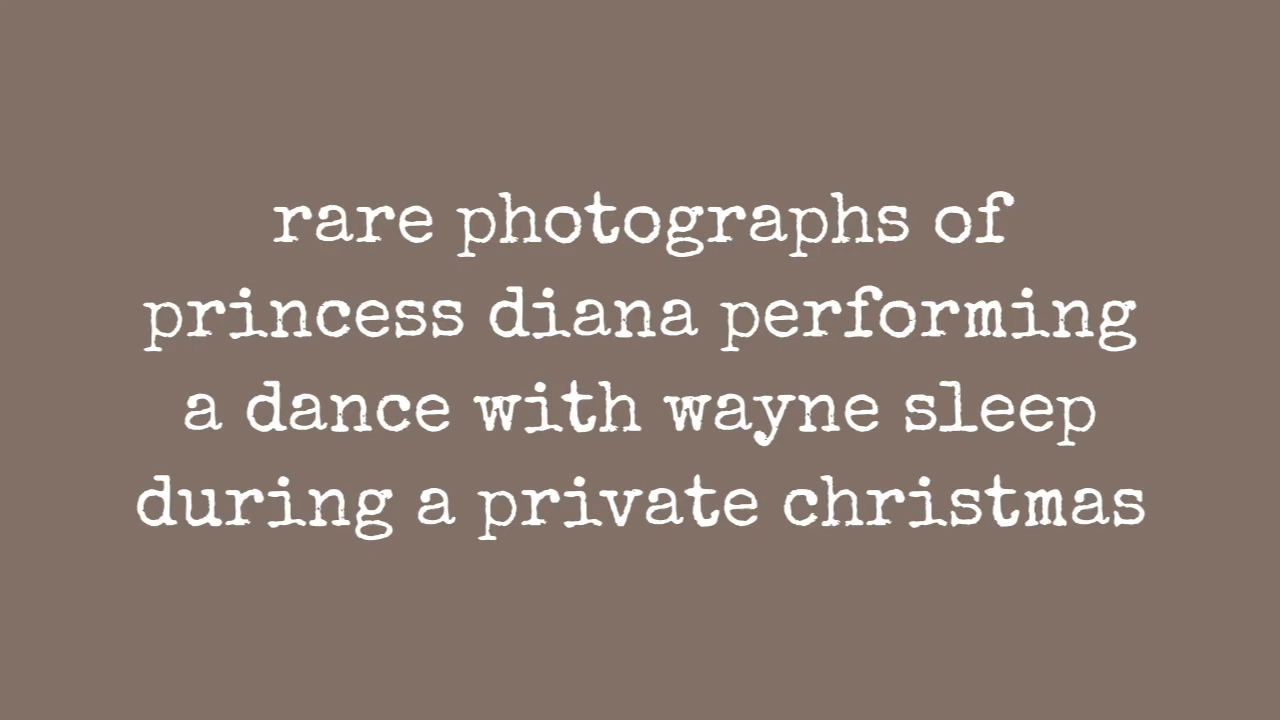 rare photographs of
princess diana performing
a dance with wayne sleep
during a private christmas